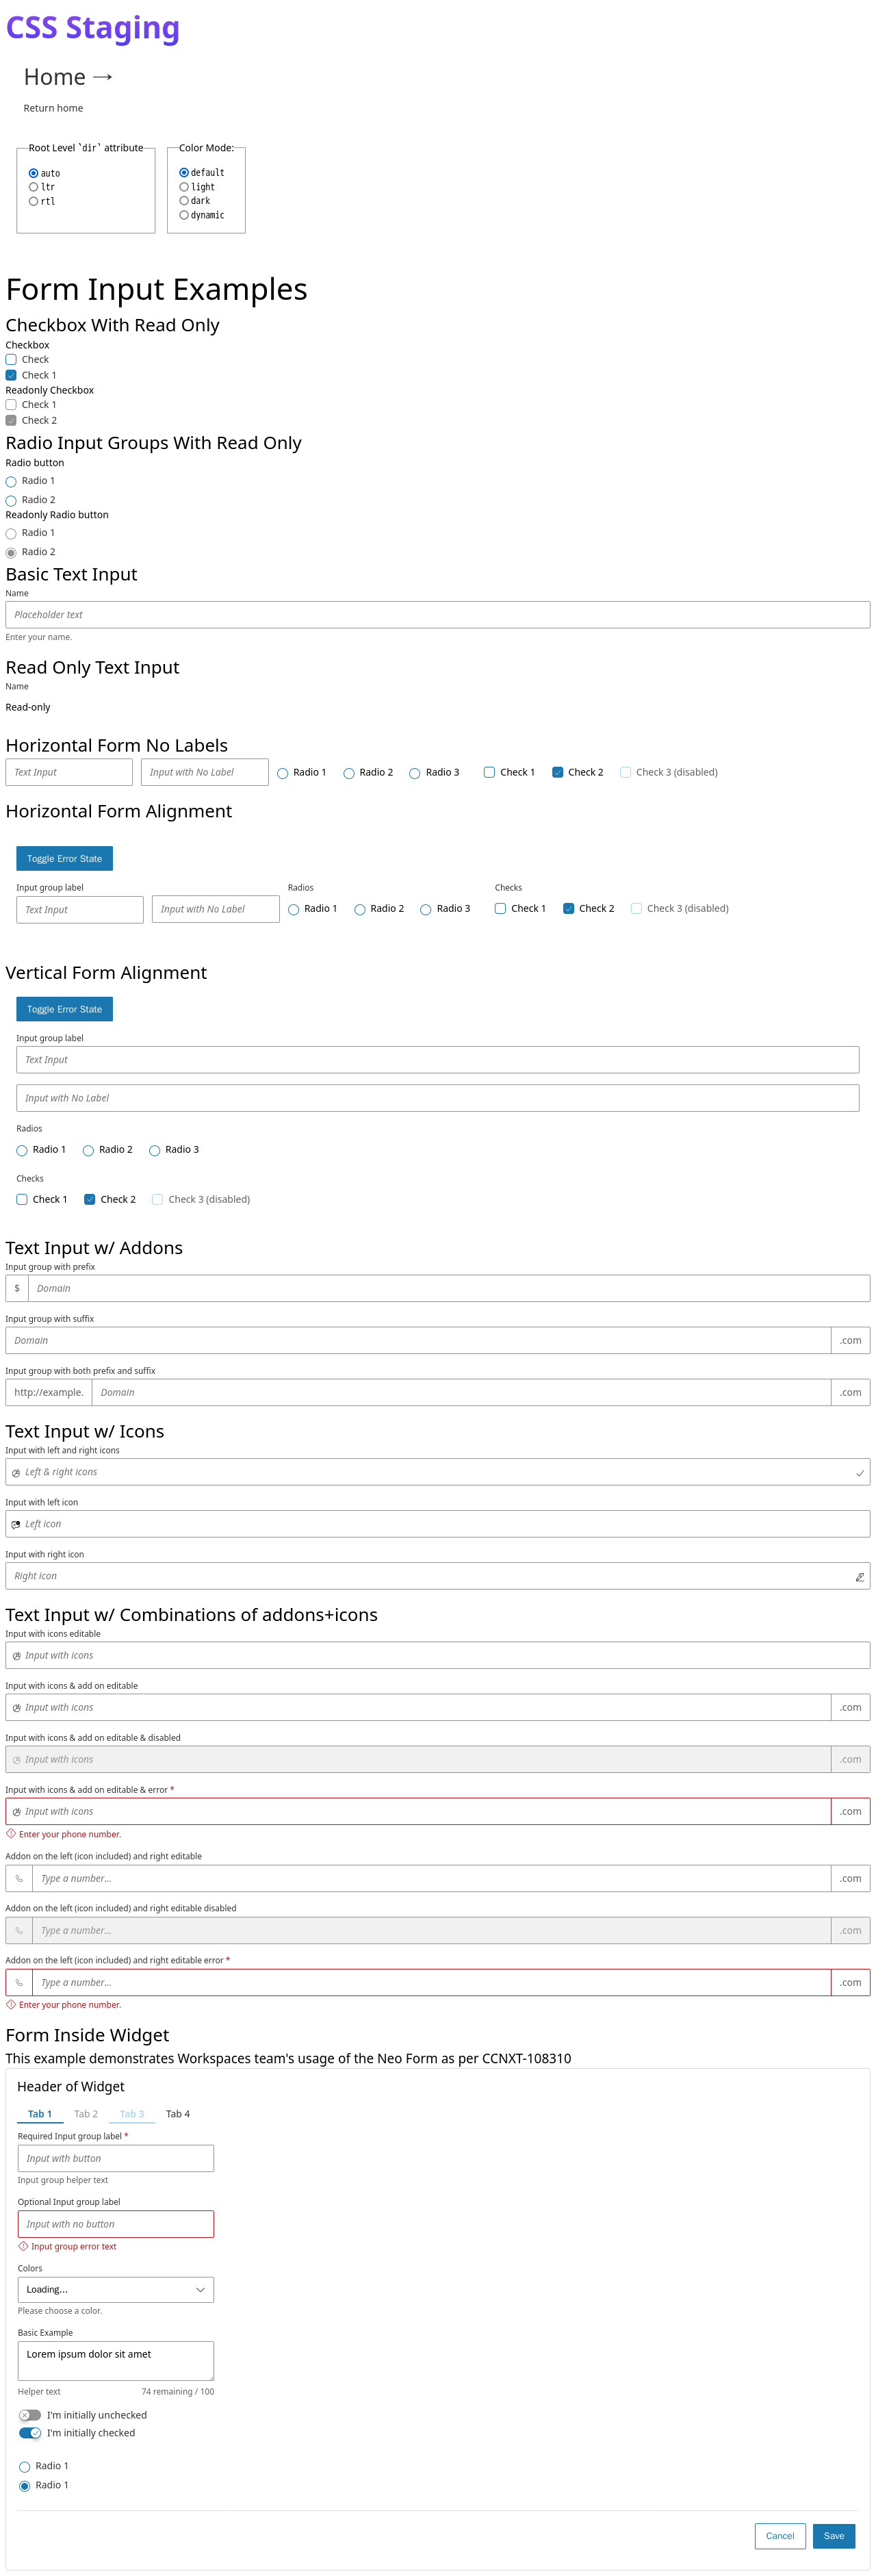 CSS Staging
Home →
Return home
Root Level `dir` attribute
auto
ltr
rtl
Color Mode:
default
light
dark
dynamic
Form Input Examples
Checkbox With Read Only
Checkbox
Check
Check 1
Readonly Checkbox
Check 1
Check 2
Radio Input Groups With Read Only
Radio button
Radio 1
Radio 2
Readonly Radio button
Radio 1
Radio 2
Basic Text Input
Name
Placeholder text
Enter your name.
Read Only Text Input
Name
Read-only
Horizontal Form No Labels
Text Input Input with No Label Radio 1 Radio 2 Radio 3 Check 1 Check 2 Check 3 (disabled)
Horizontal Form Alignment
Toggle Error State
Input group label Radios Checks
Text Input Input with No Label Radio 1 Radio 2 Radio 3 Check 1 Check 2 Check 3 (disabled)
Vertical Form Alignment
Toggle Error State
Input group label
Text Input
Input with No Label
Radios
Radio 1 Radio 2 Radio 3
Checks
Check 1 Check 2 Check 3 (disabled)
Text Input w/ Addons
Input group with prefix
$ Domain
Input group with suffix
Domain .com
Input group with both prefix and suffix
http://example. Domain .com
Text Input w/ Icons
Input with left and right icons
Left & right icons
Input with left icon
Left icon
Input with right icon
Right icon
Text Input w/ Combinations of addons+icons
Input with icons editable
Input with icons
Input with icons & add on editable
Input with icons .com
Input with icons & add on editable & disabled
Input with icons .com
Input with icons & add on editable & error *
Input with icons .com
Enter your phone number.
Addon on the left (icon included) and right editable
Type a number... .com
Addon on the left (icon included) and right editable disabled
Type a number... .com
Addon on the left (icon included) and right editable error *
Type a number... .com
Enter your phone number.
Form Inside Widget
This example demonstrates Workspaces team's usage of the Neo Form as per CCNXT-108310
Header of Widget
Tab 1 Tab 2 Tab 3 Tab 4
Required Input group label *
Input with button
Input group helper text
Optional Input group label
Input with no button
Input group error text
Colors
Loading...
Please choose a color.
Basic Example
Lorem ipsum dolor sit amet
Helper text 74 remaining / 100
I'm initially unchecked
I'm initially checked
Radio 1
Radio 1
Cancel Save